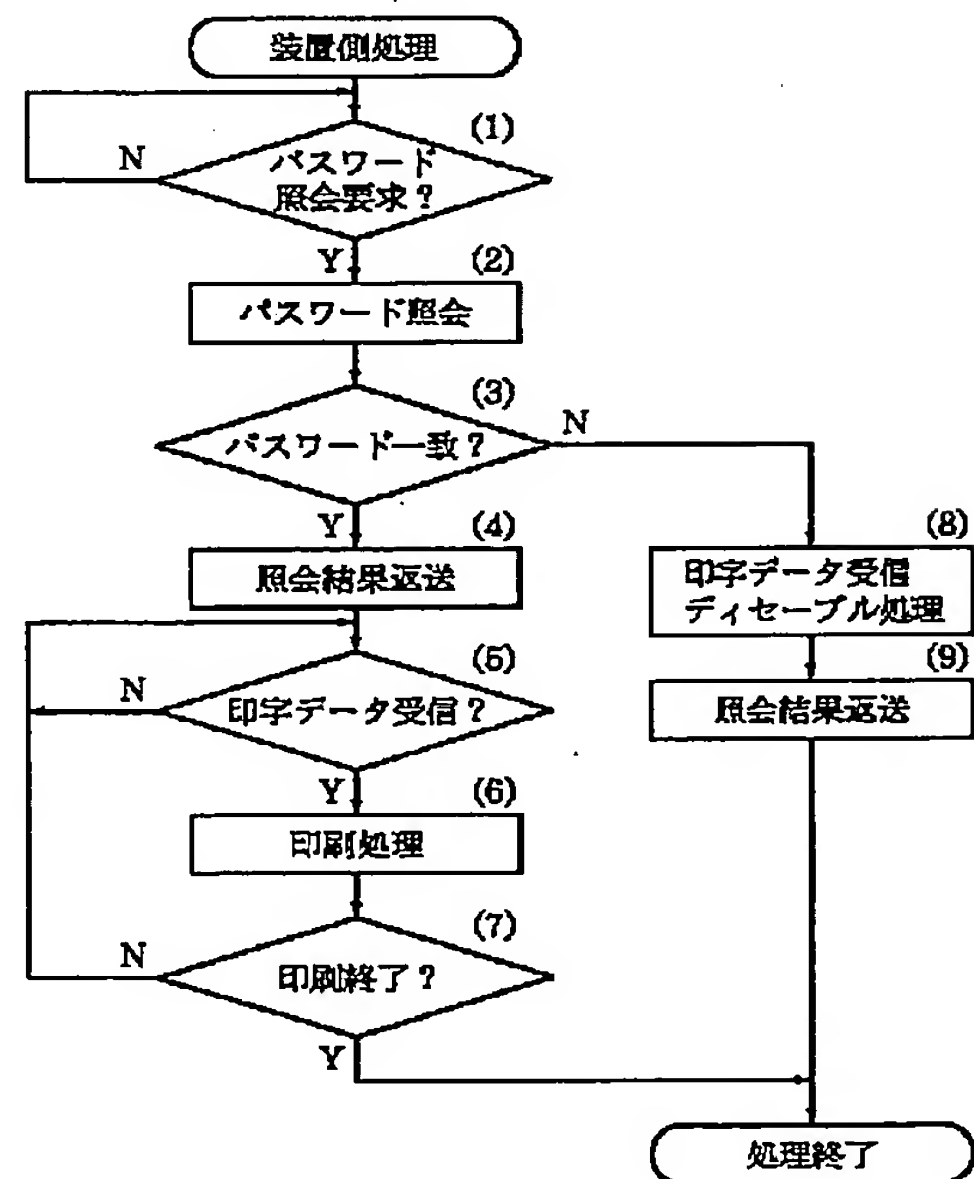 装置側処理
(1)
N
パスワード
照会要求?
Y
(2)
パスワード照会
(3)
パスワード一致?
N
Y
(4)
照会結果返送
(5)
N
印字データ受信?
Y
(6)
印刷処理
(7)
N
印刷終了?
Y
(8)
印字データ受信
ディセーブル処理
(9)
照会結果返送
処理終了